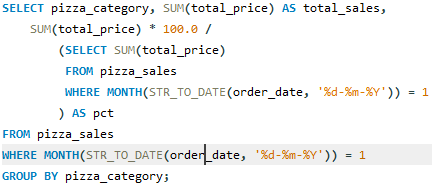 SELECT pizza_category, SUM(total_price) AS total_sales,
SUM(total_price) * 100.0 /
(SELECT SUM(total_price)
FROM pizza_sales
WHERE MONTH(STR_TO_DATE(order_date, '%d-%m-%Y')) = 1
) AS pct
FROM pizza_sales
WHERE MONTH(STR_TO_DATE(order_date, '%d-%m-%Y')) = 1
GROUP BY pizza_category;